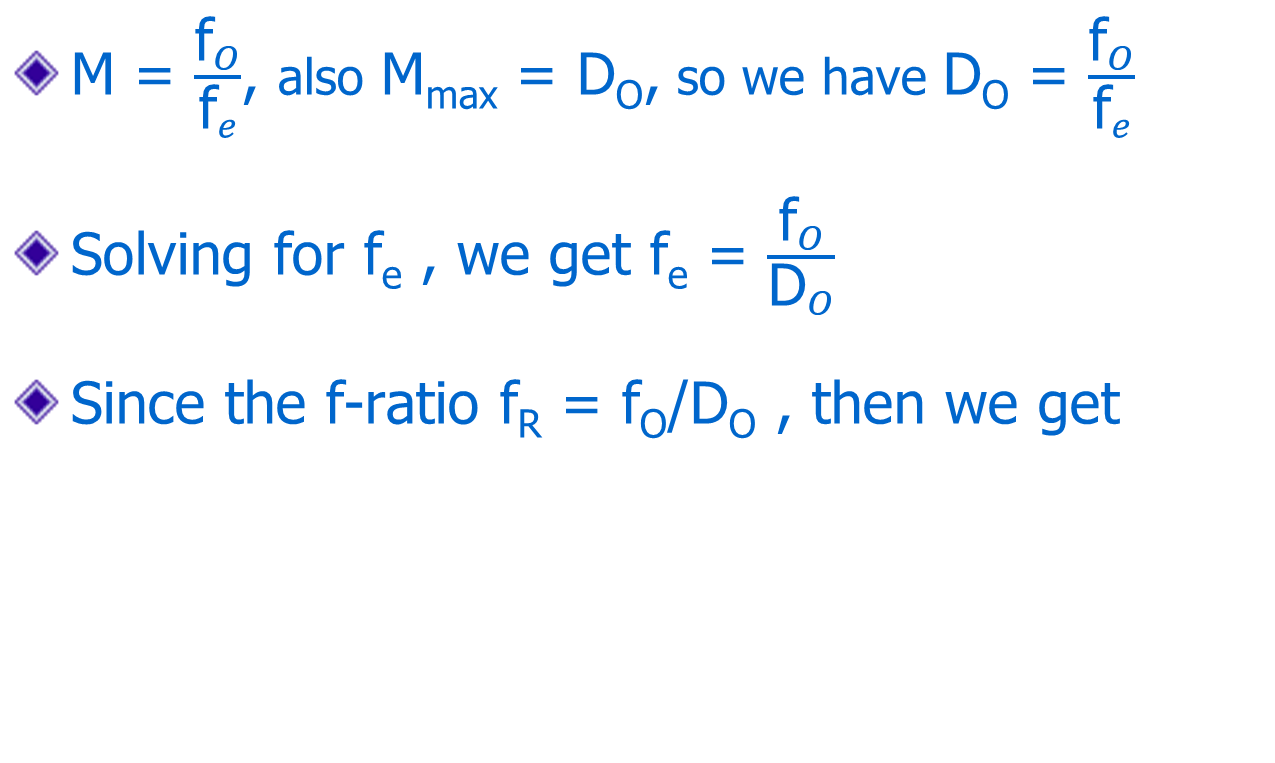 M = f_O/f_e, also M_max = D_O, so we have D_O = f_O/f_e
Solving for f_e , we get f_e = f_O/D_O
Since the f-ratio f_R = f_O/D_O , then we get